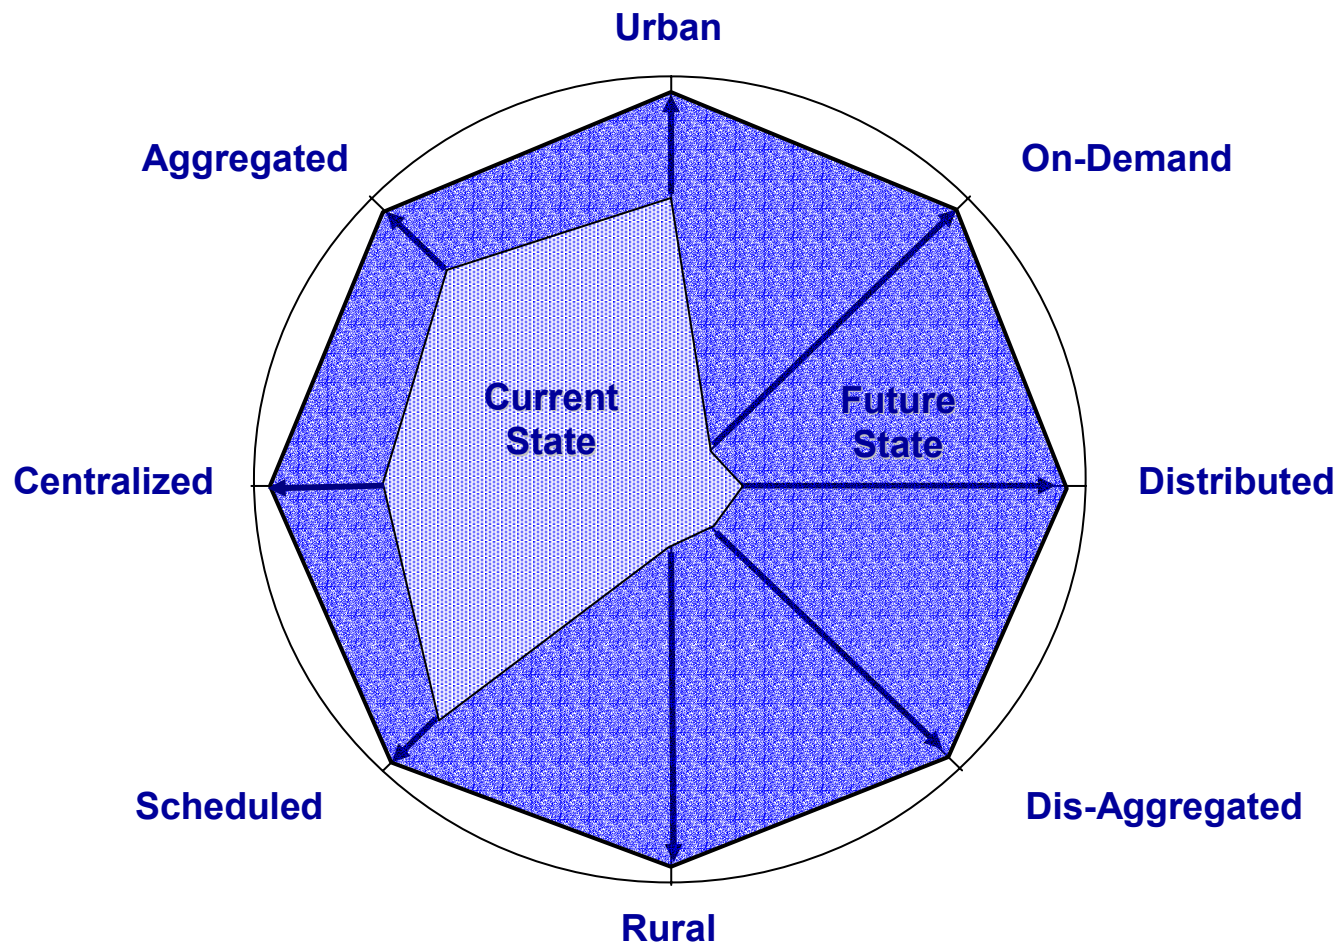 Urban
Aggregated
On-Demand
Current
State
Future
State
Centralized
Distributed
Scheduled
Dis-Aggregated
Rural